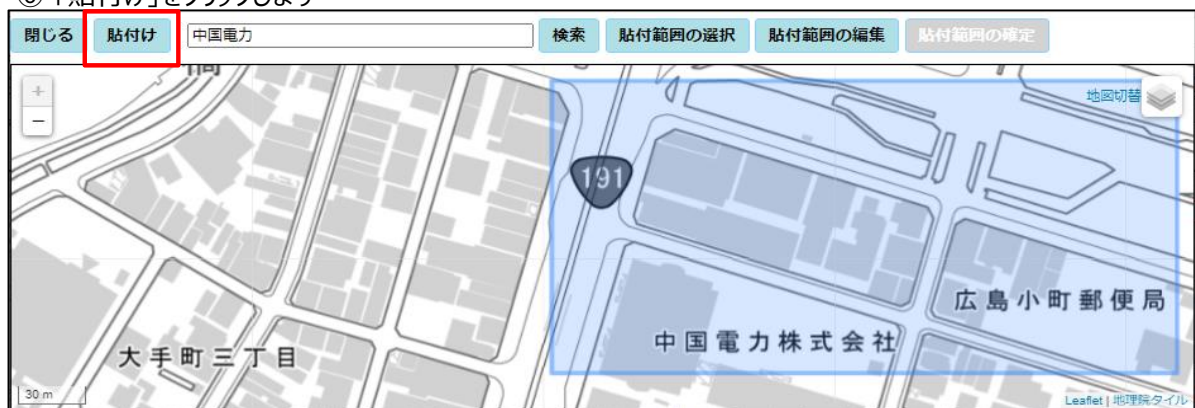 「貼付け」をクリックします
閉じる 貼付け 中国電力 検索 貼付範囲の選択 貼付範囲の編集 貼付範囲の確定
+
−
地図切替
191
広島小町郵便局
中国電力株式会社
大手町三丁目
30 m
Leaflet | 地理院タイル